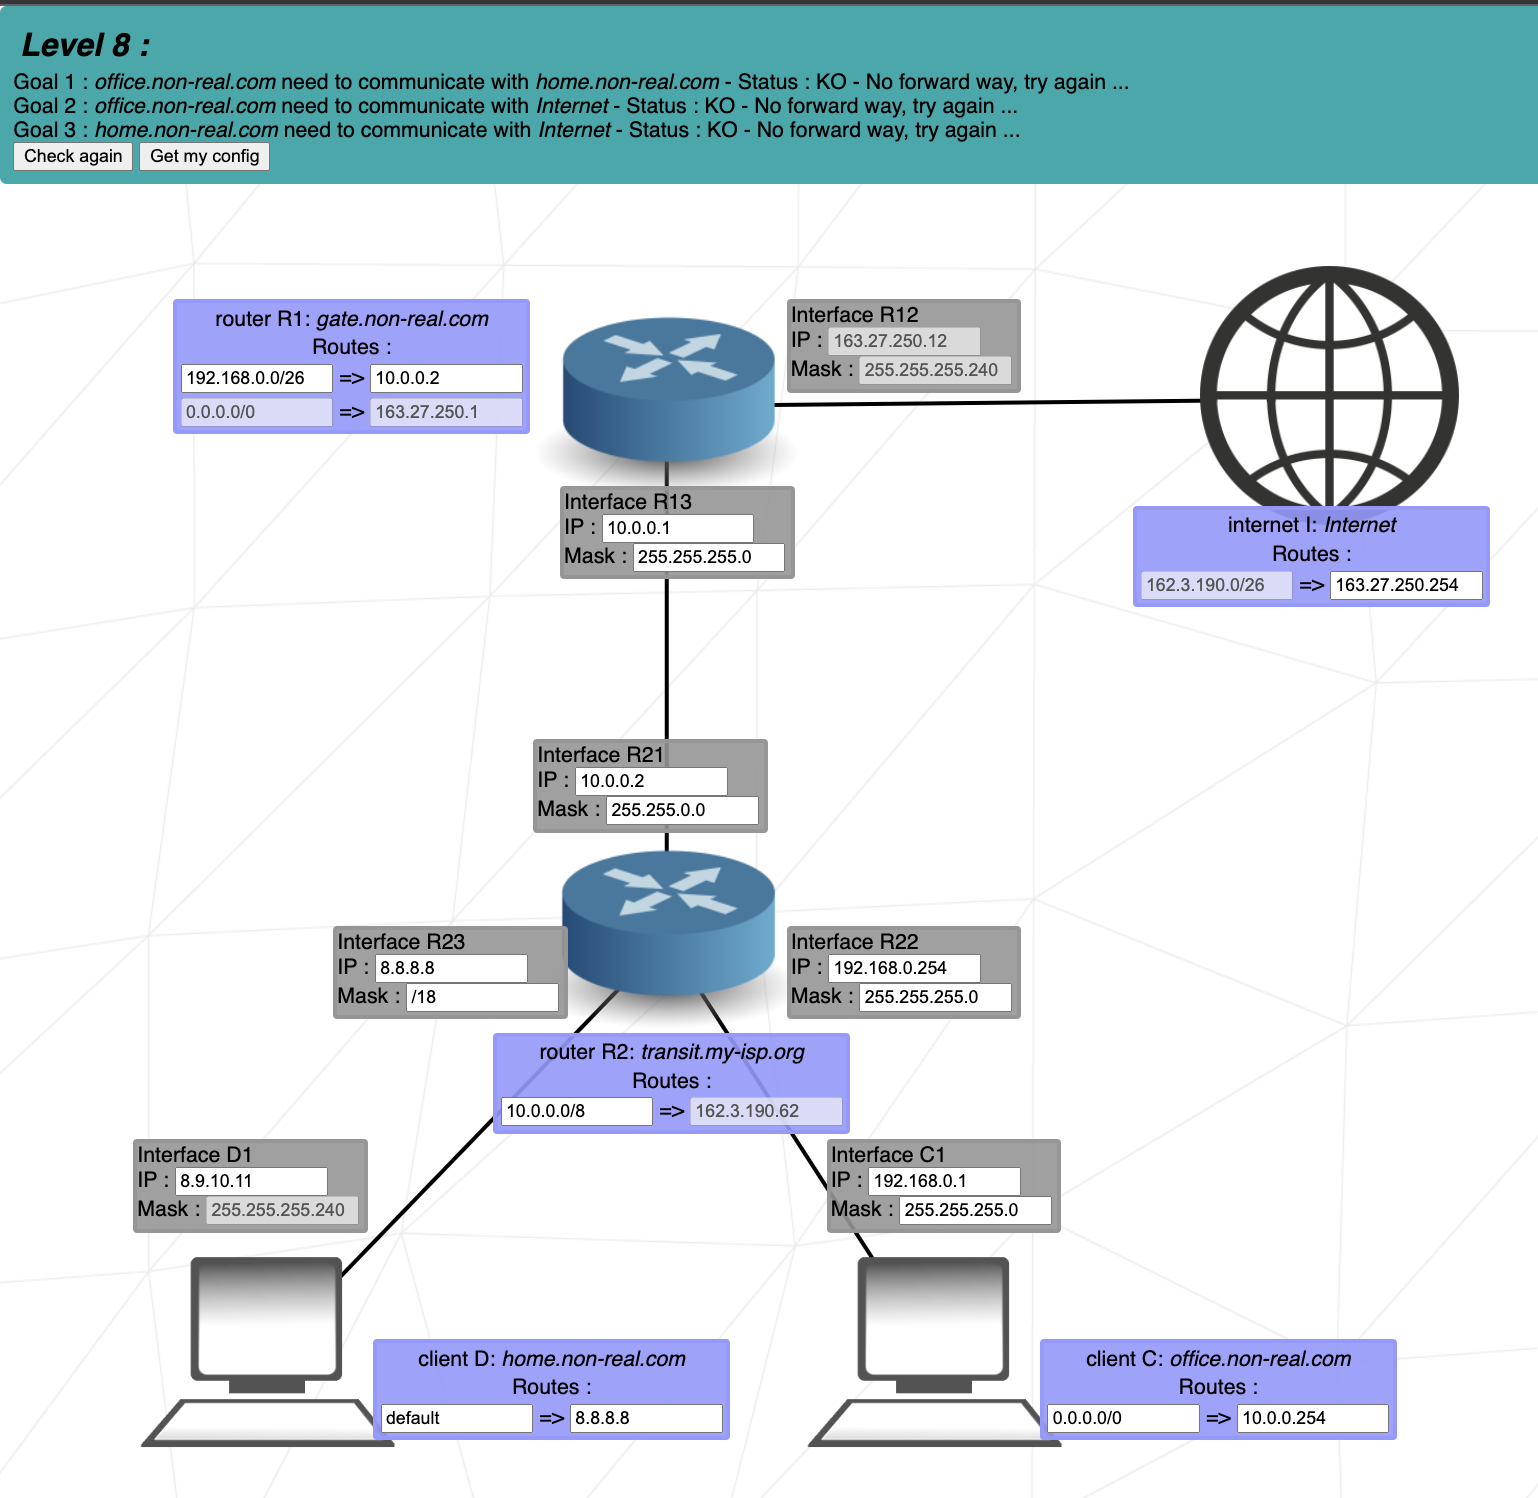 Level 8 :
Goal 1 : office.non-real.com need to communicate with home.non-real.com - Status : KO - No forward way, try again ...
Goal 2 : office.non-real.com need to communicate with Internet - Status : KO - No forward way, try again ...
Goal 3 : home.non-real.com need to communicate with Internet - Status : KO - No forward way, try again ...
Check again Get my config
router R1: gate.non-real.com
Routes :
192.168.0.0/26 => 10.0.0.2
0.0.0.0/0 => 163.27.250.1
Interface R12
IP : 163.27.250.12
Mask : 255.255.255.240
Interface R13
IP : 10.0.0.1
Mask : 255.255.255.0
internet I: Internet
Routes :
162.3.190.0/26 => 163.27.250.254
Interface R21
IP : 10.0.0.2
Mask : 255.255.0.0
Interface R23
IP : 8.8.8.8
Mask : /18
Interface R22
IP : 192.168.0.254
Mask : 255.255.255.0
router R2: transit.my-isp.org
Routes :
10.0.0.0/8 => 162.3.190.62
Interface D1
IP : 8.9.10.11
Mask : 255.255.255.240
Interface C1
IP : 192.168.0.1
Mask : 255.255.255.0
client D: home.non-real.com
Routes :
default => 8.8.8.8
client C: office.non-real.com
Routes :
0.0.0.0/0 => 10.0.0.254